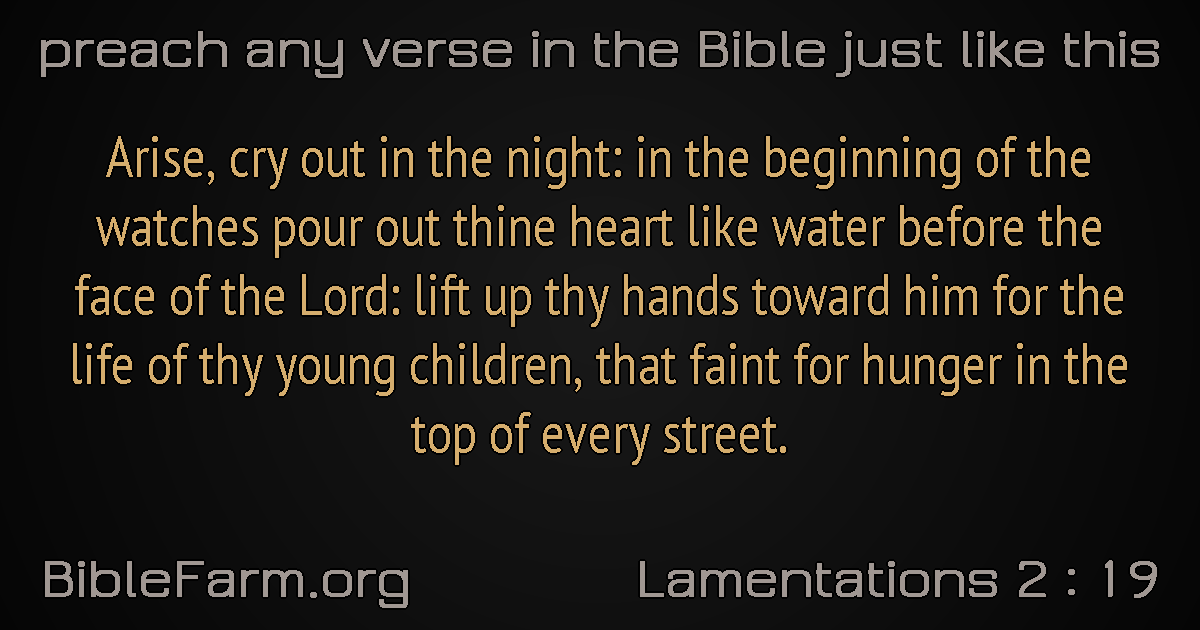 preach any verse in the Bible just like this
Arise, cry out in the night: in the beginning of the
watches pour out thine heart like water before the
face of the Lord: lift up thy hands toward him for the
life of thy young children, that faint for hunger in the
top of every street.
BibleFarm.org
Lamentations 2 : 19